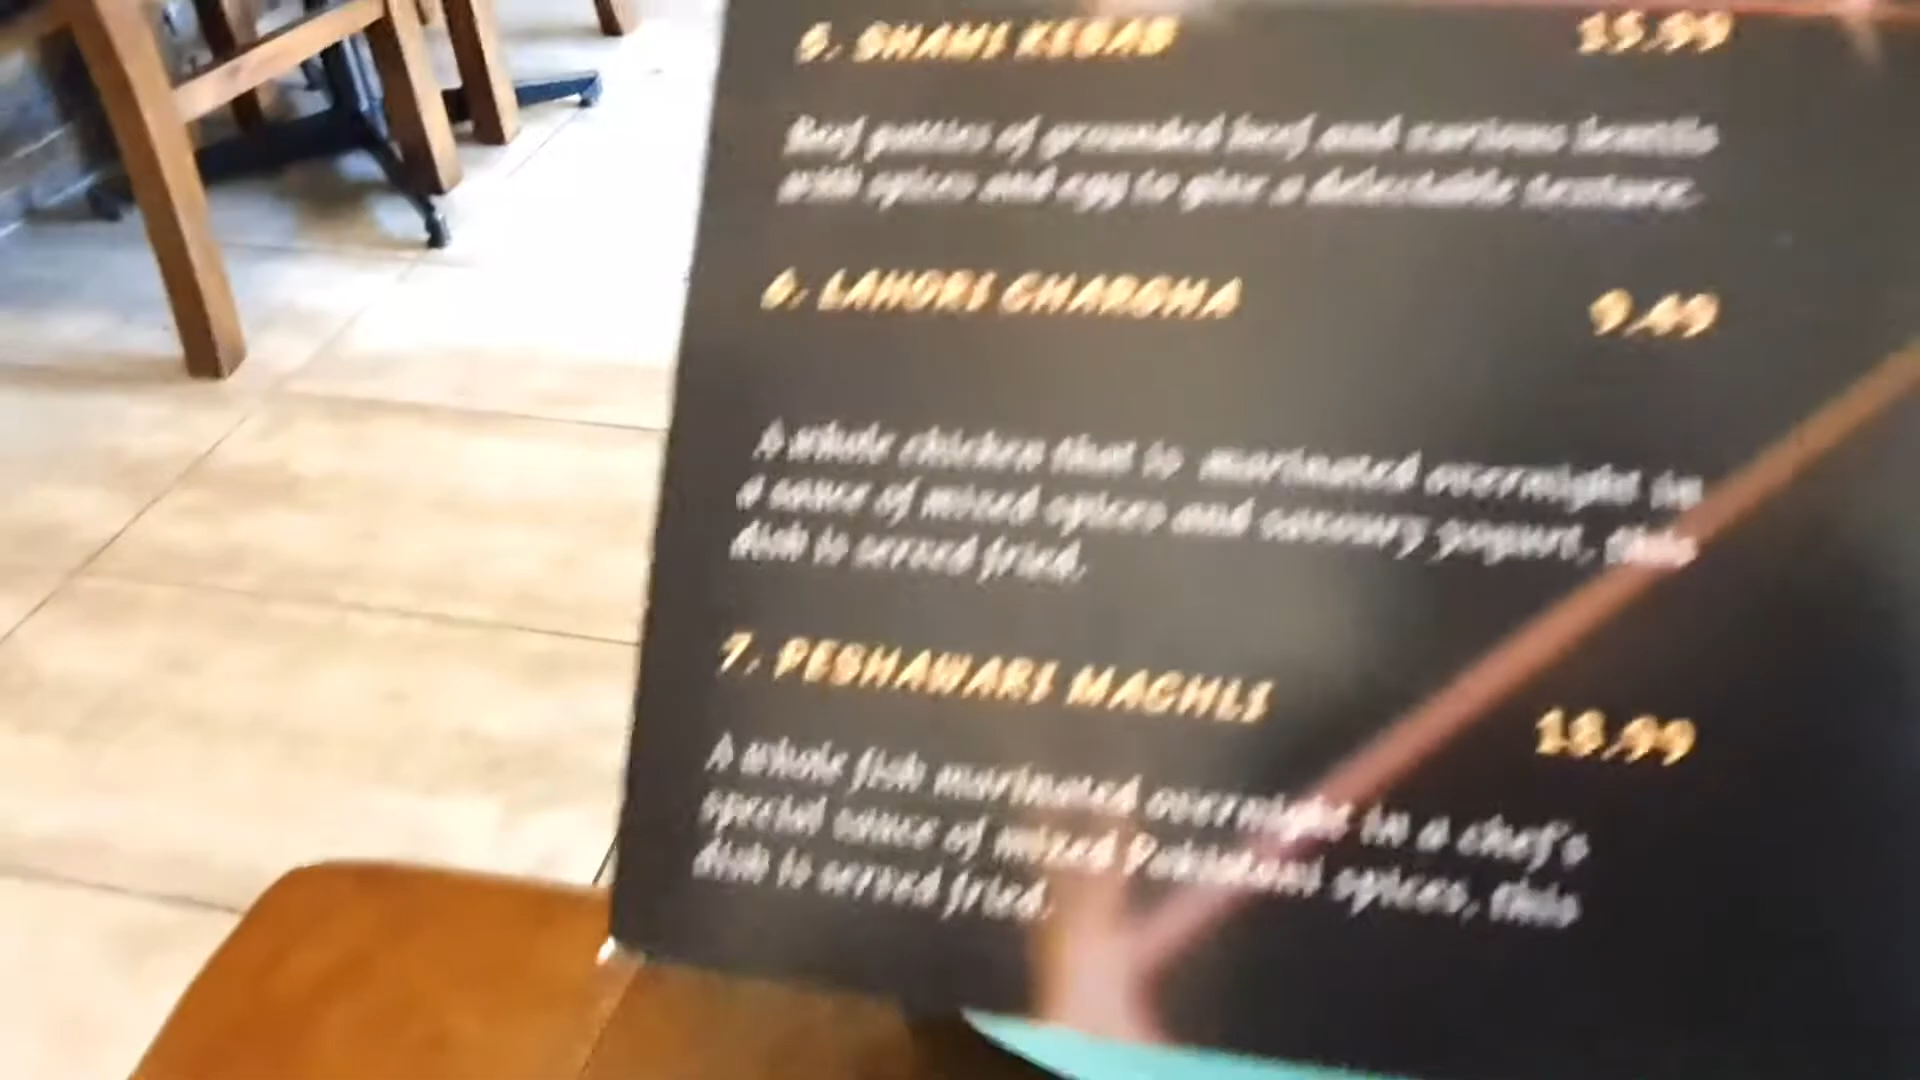 5. SHAMI KEBAB 15.99
Beef patties of grounded beef and various lentils
with spices and egg to give a delectable texture.
6. LAHORI CHARGHA 9.49
A whole chicken that is marinated overnight in
a sauce of mixed spices and savoury yogurt, this
dish is served fried.
7. PESHAWARI MACHLI
18.99
A whole fish marinated overnight in a chef's
special sauce of mixed Pakistani spices, this
dish is served fried.